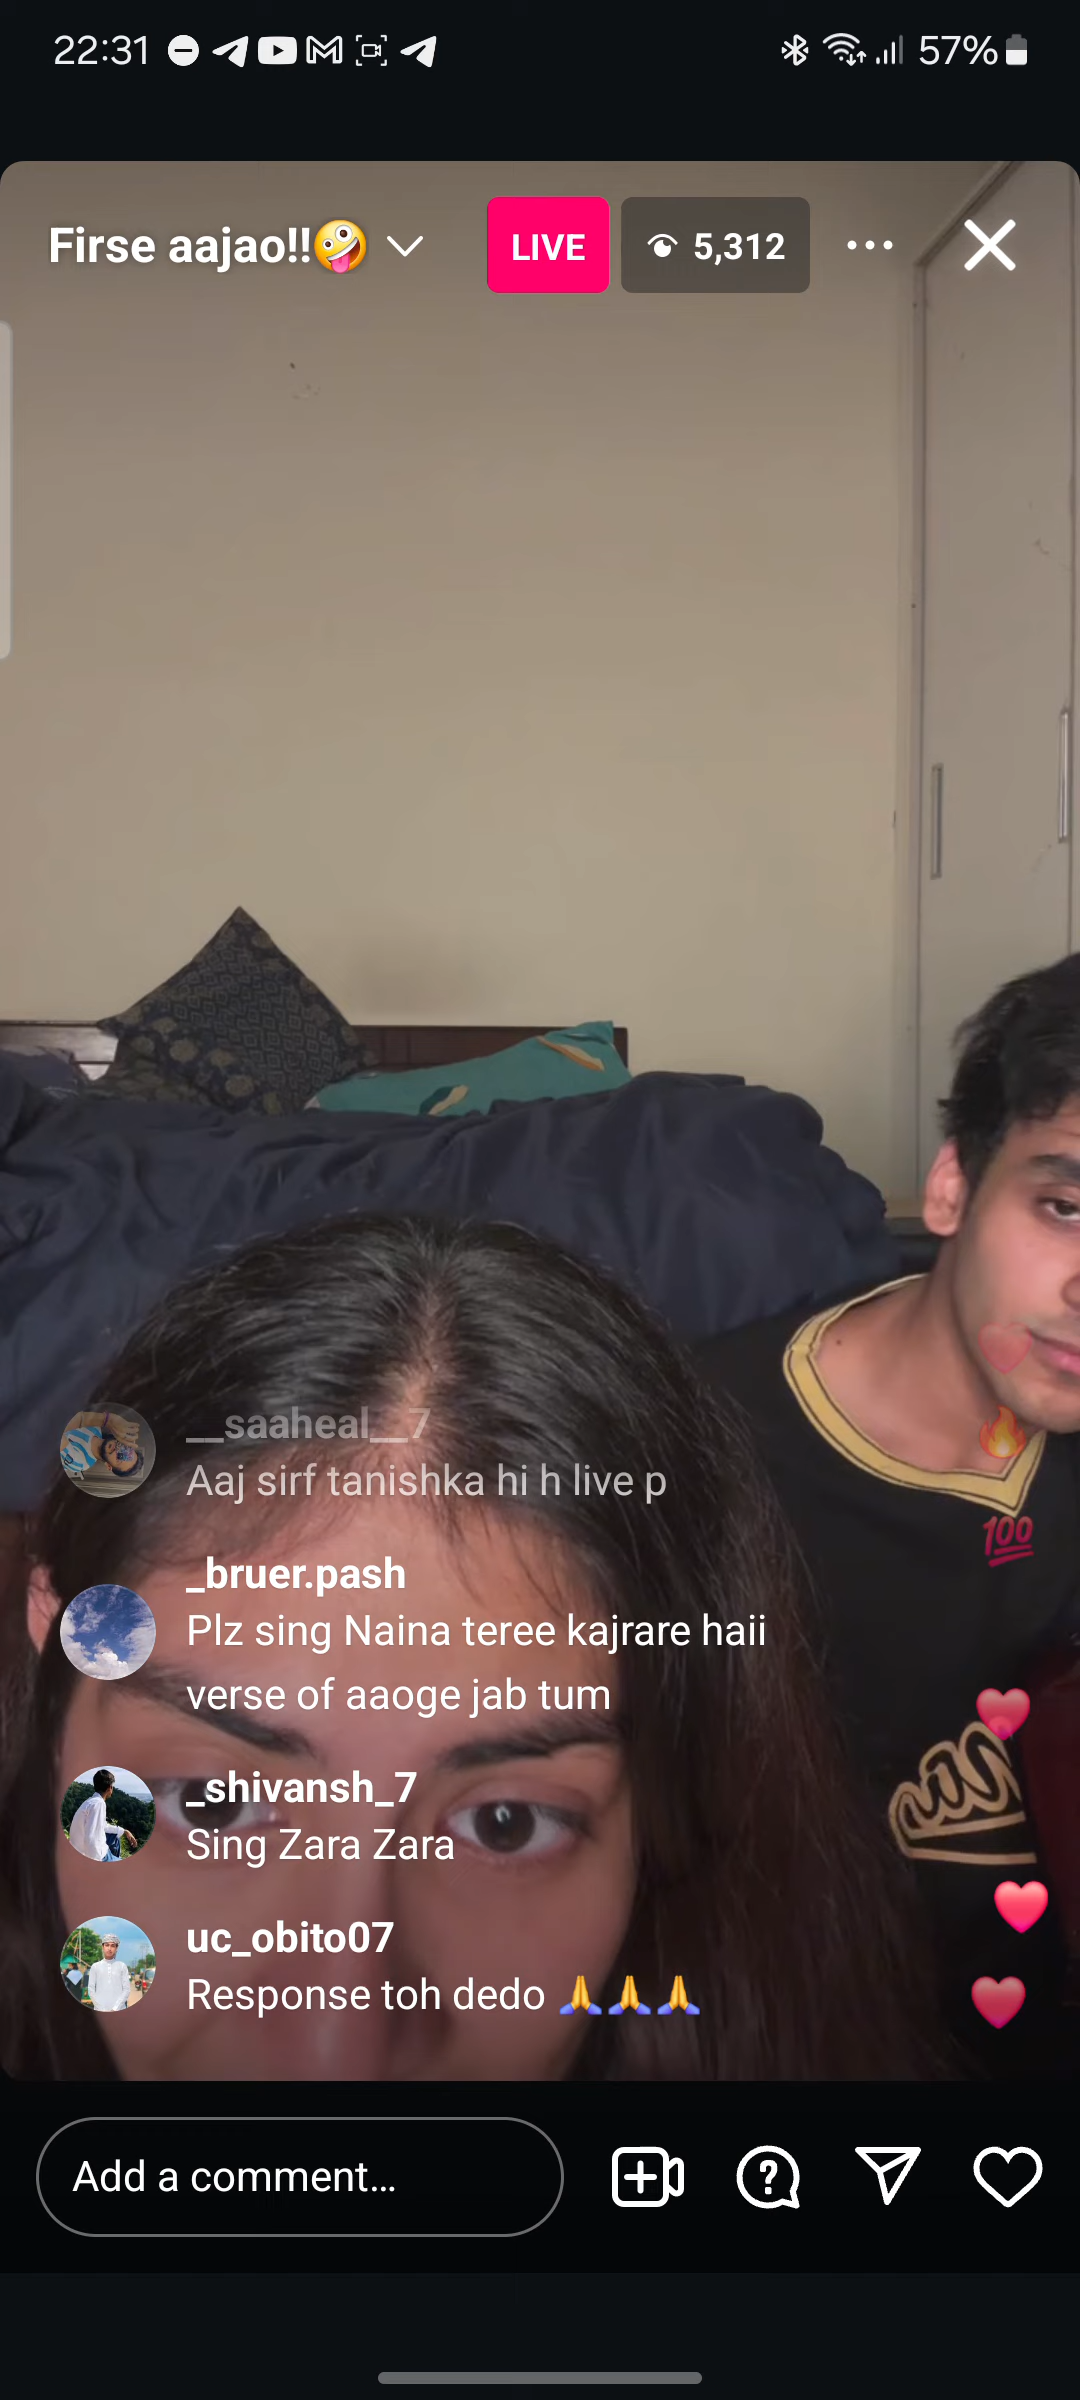 22:31
57%
Firse aajao!!🤪
LIVE
5,312
__saaheal__7
Aaj sirf tanishka hi h live p
_bruer.pash
Plz sing Naina teree kajrare haii
verse of aaoge jab tum
_shivansh_7
Sing Zara Zara
uc_obito07
Response toh dedo 🙏🙏🙏
💯
Add a comment...